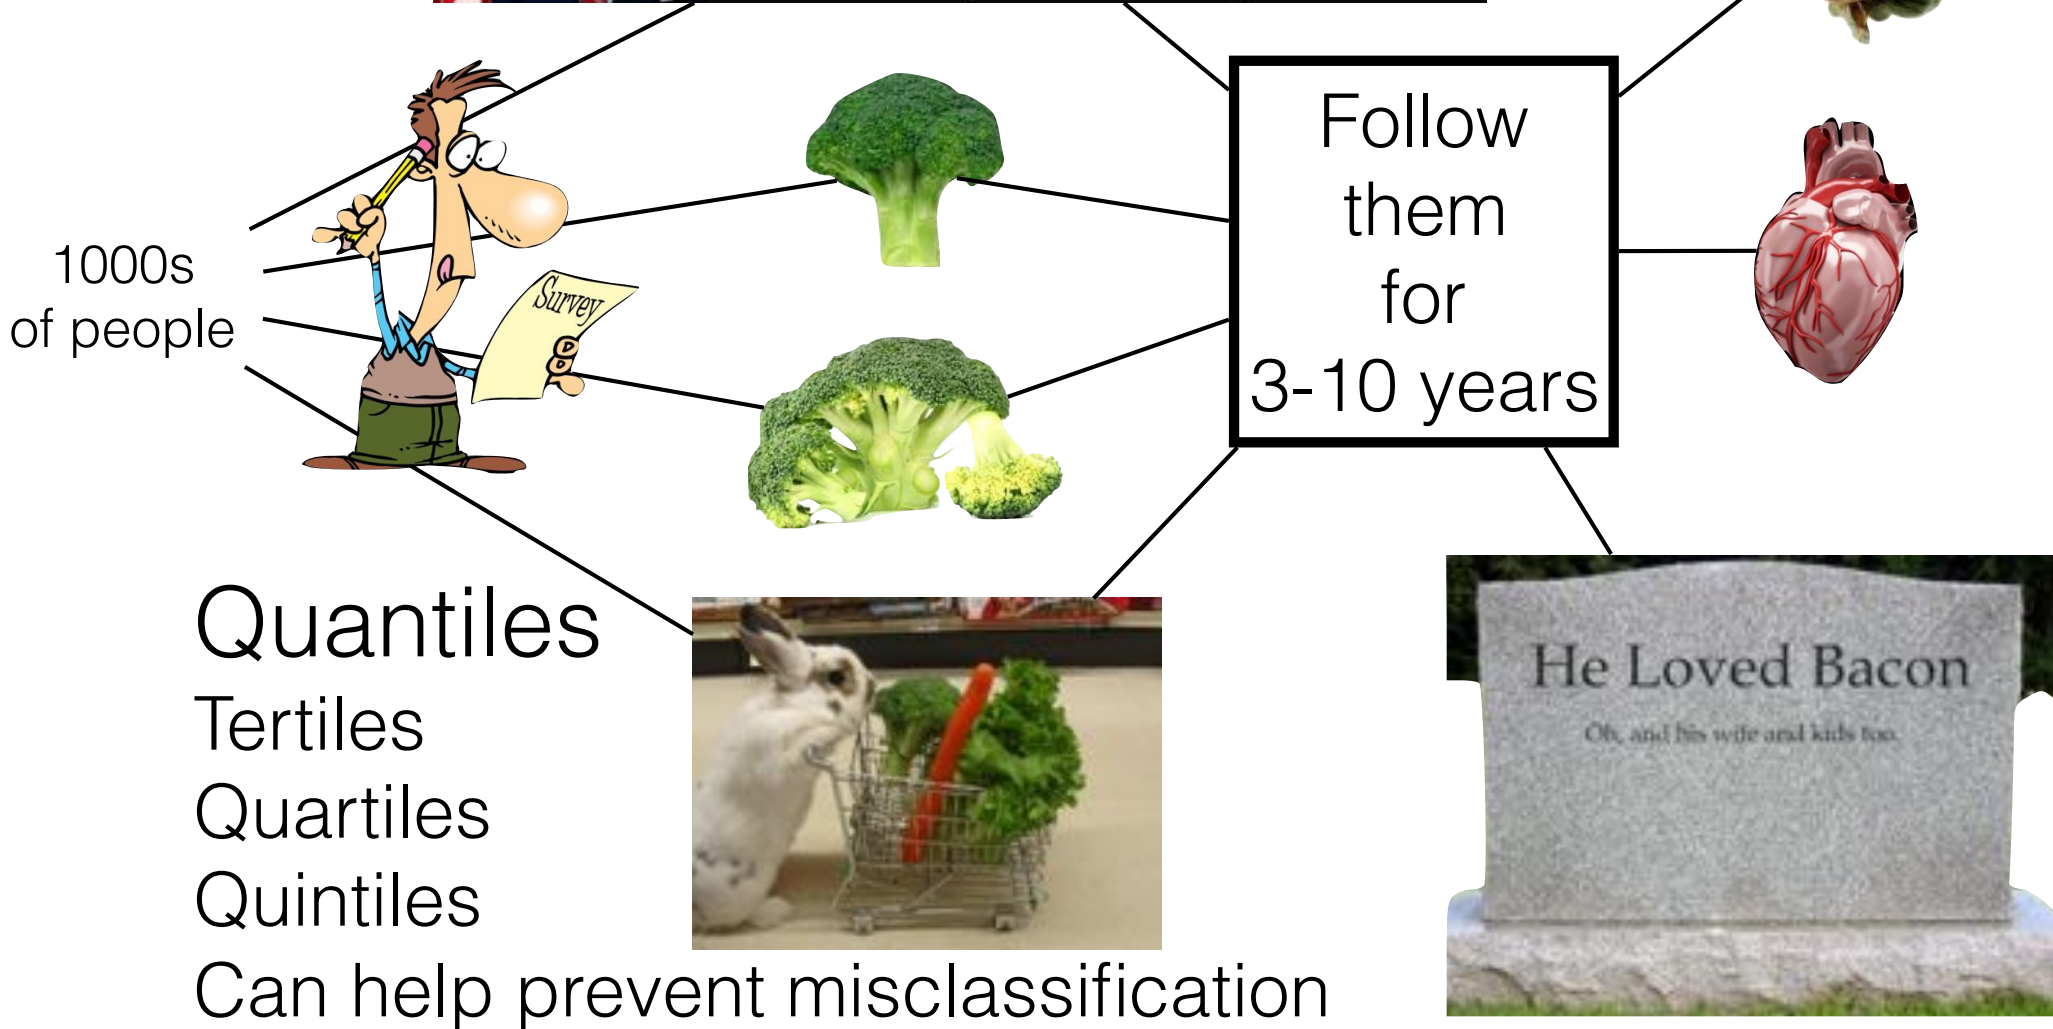 Follow
them
for
3-10 years
1000s
of people
Survey
Quantiles
Tertiles
Quartiles
Quintiles
Can help prevent misclassification
He Loved Bacon
Oh, and his wife and kids too.